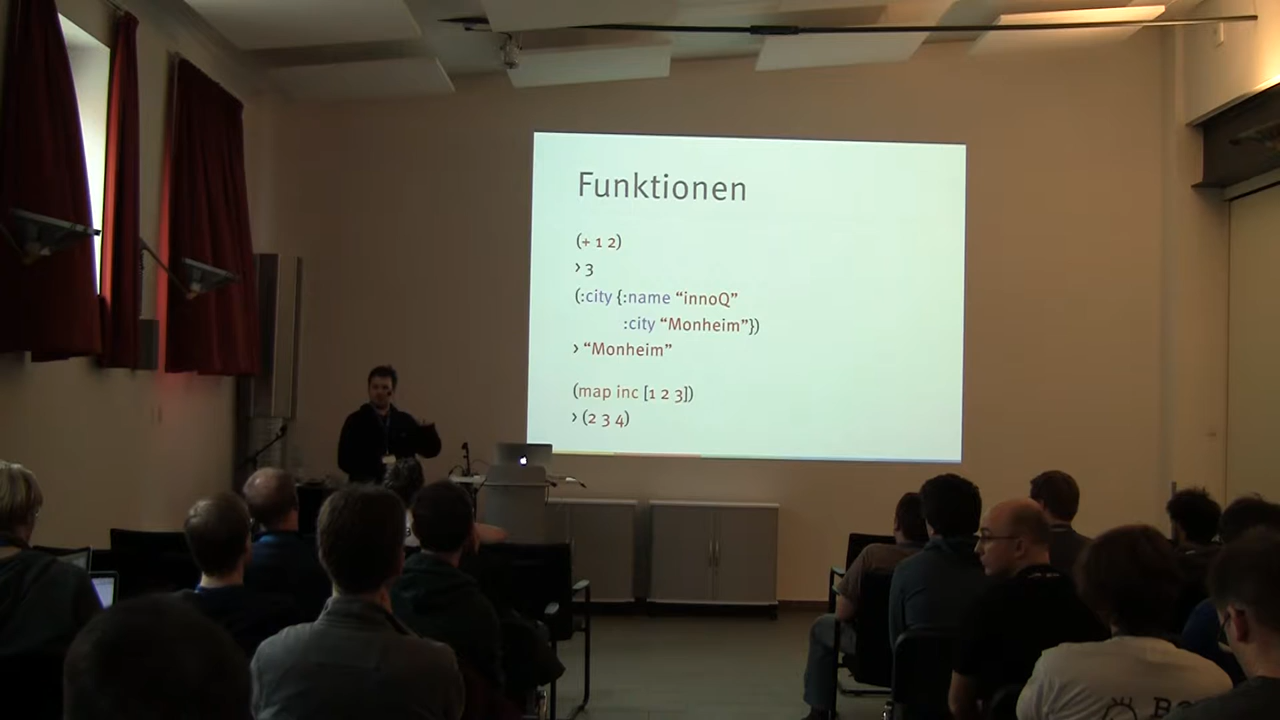 Funktionen
(+ 1 2)
› 3
(:city {:name “innoQ”
:city “Monheim”})
› “Monheim”
(map inc [1 2 3])
› (2 3 4)